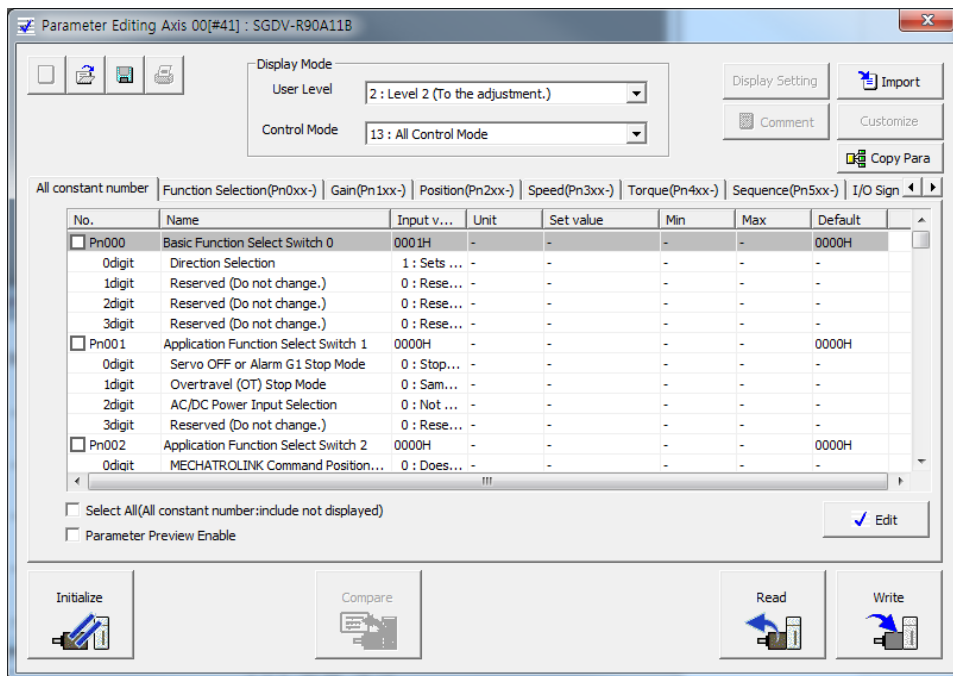 Parameter Editing Axis 00[#41] : SGDV-R90A11B
Display Mode
User Level
2 : Level 2 (To the adjustment.)
Control Mode
13 : All Control Mode
Display Setting
Import
Comment
Customize
Copy Para
All constant number Function Selection(Pn0xx-) Gain(Pn1xx-) Position(Pn2xx-) Speed(Pn3xx-) Torque(Pn4xx-) Sequence(Pn5xx-) I/O Sign
No. Name Input v... Unit Set value Min Max Default
Pn000 Basic Function Select Switch 0 0001H - - - - 0000H
0digit Direction Selection 1 : Sets ... - - - - -
1digit Reserved (Do not change.) 0 : Rese... - - - - -
2digit Reserved (Do not change.) 0 : Rese... - - - - -
3digit Reserved (Do not change.) 0 : Rese... - - - - -
Pn001 Application Function Select Switch 1 0000H - - - - 0000H
0digit Servo OFF or Alarm G1 Stop Mode 0 : Stop... - - - - -
1digit Overtravel (OT) Stop Mode 0 : Sam... - - - - -
2digit AC/DC Power Input Selection 0 : Not ... - - - - -
3digit Reserved (Do not change.) 0 : Rese... - - - - -
Pn002 Application Function Select Switch 2 0000H - - - - 0000H
0digit MECHATROLINK Command Position... 0 : Does... - - - - -
Select All(All constant number:include not displayed)
Parameter Preview Enable
Edit
Initialize
Compare
Read
Write